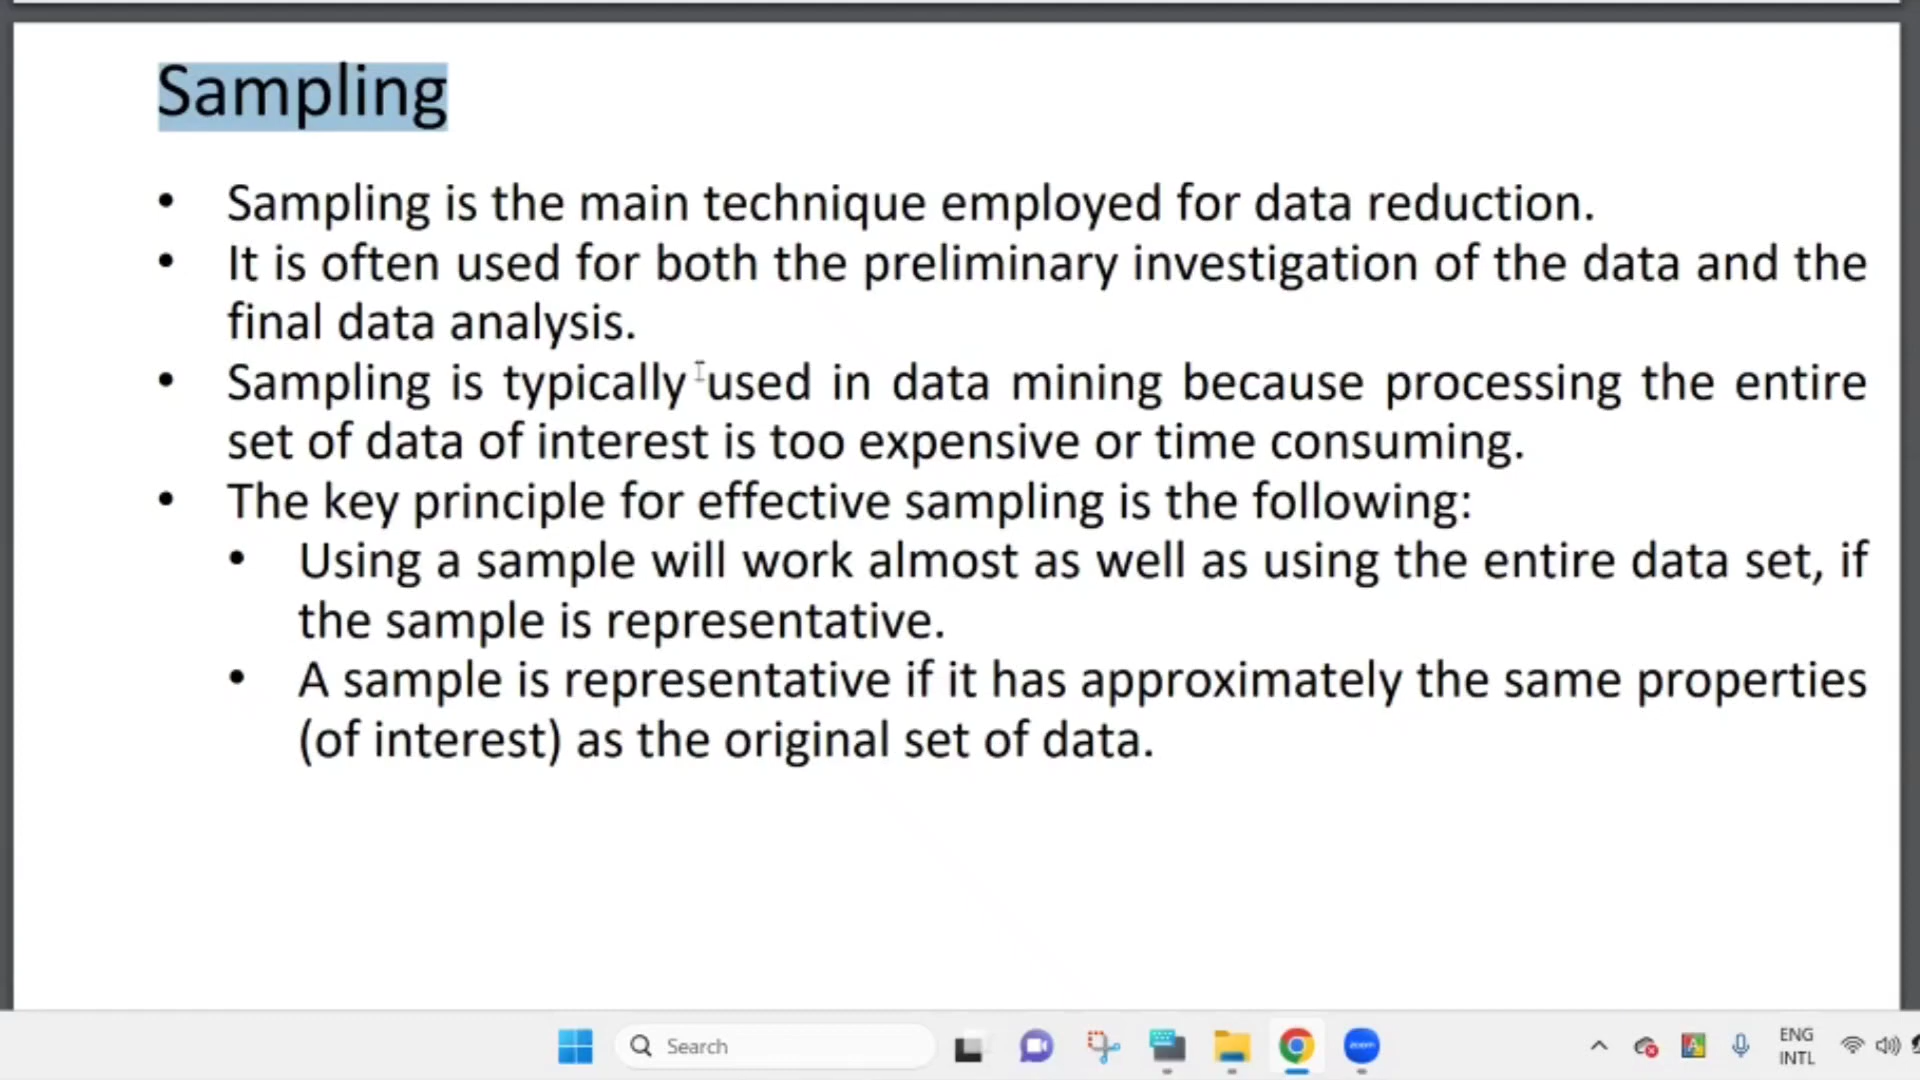 Sampling
• Sampling is the main technique employed for data reduction.
• It is often used for both the preliminary investigation of the data and the
final data analysis.
• Sampling is typically used in data mining because processing the entire
set of data of interest is too expensive or time consuming.
• The key principle for effective sampling is the following:
• Using a sample will work almost as well as using the entire data set, if
the sample is representative.
• A sample is representative if it has approximately the same properties
(of interest) as the original set of data.
Search
zoom
ENG
INTL